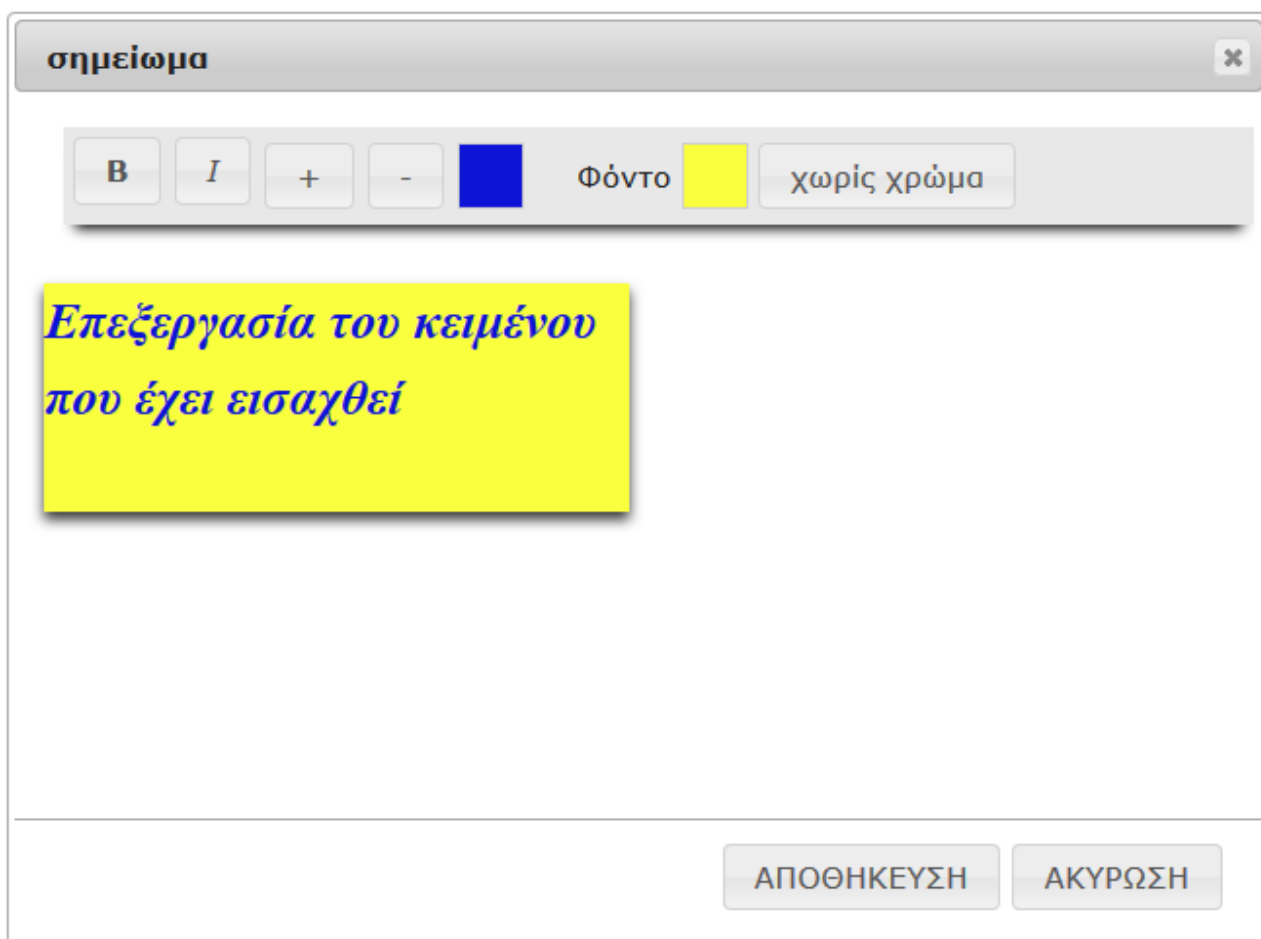 σημείωμα
B I + - Φόντο χωρίς χρώμα
Επεξεργασία του κειμένου
που έχει εισαχθεί
ΑΠΟΘΗΚΕΥΣΗ ΑΚΥΡΩΣΗ